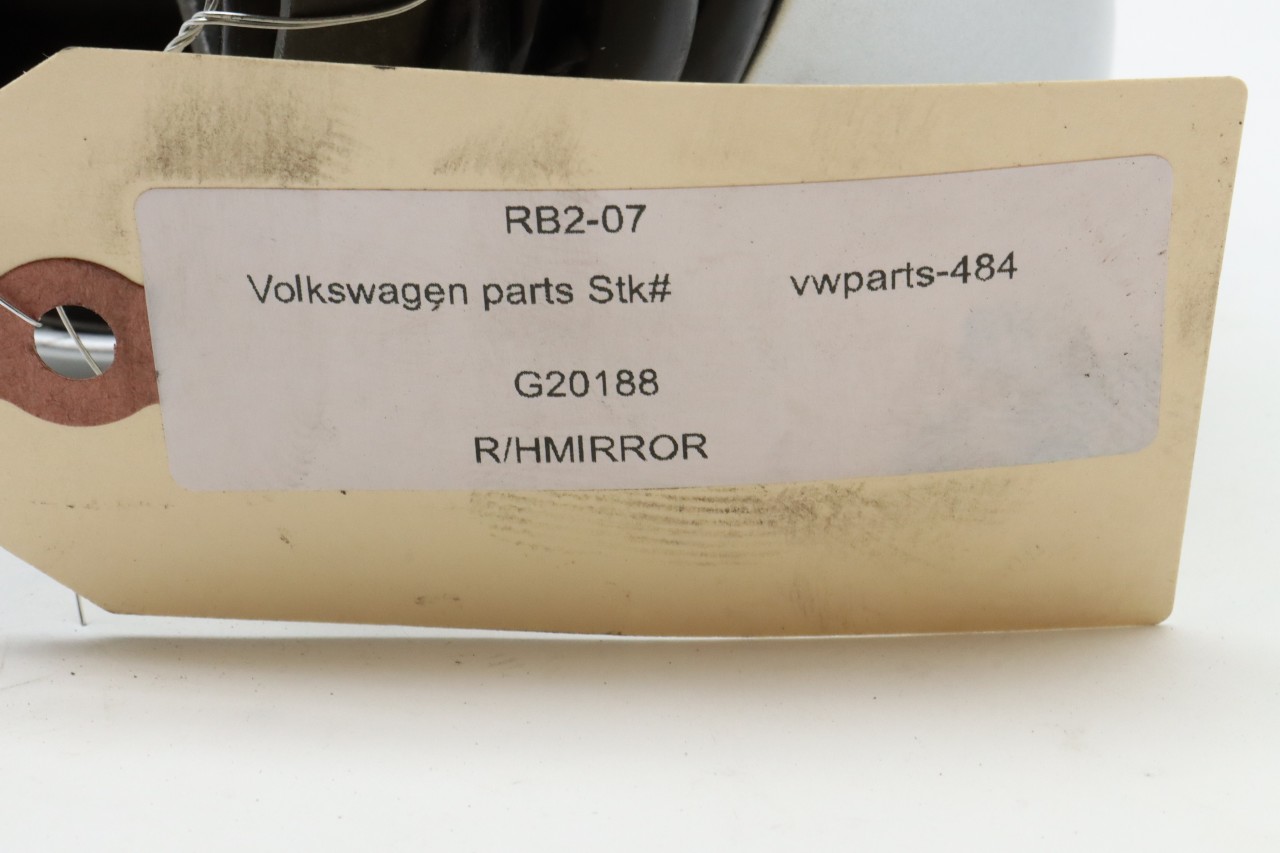 RB2-07
Volkswagen parts Stk# vwparts-484
G20188
R/HMIRROR